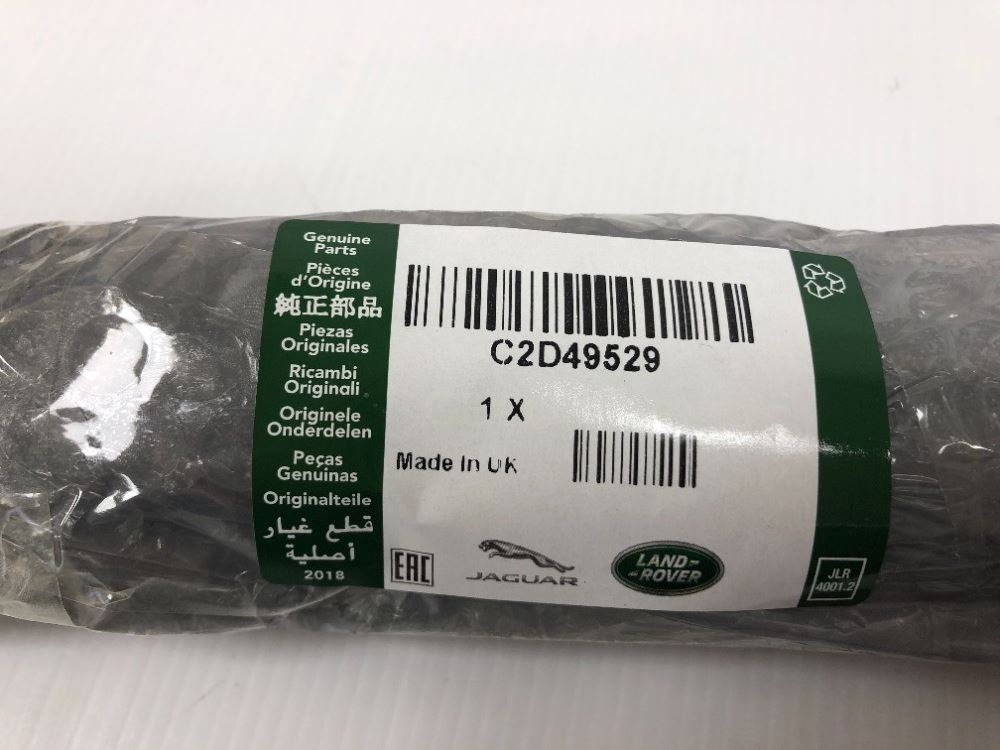 Genuine
Parts
Pièces
d'Origine
純正部品
Piezas
Originales
Ricambi
Originali
Originele
Onderdelen
Peças
Genuinas
Originalteile
قطع غيار
أصلية
2018
C2D49529
1 X
Made In UK
EAC
JAGUAR
LAND-
-ROVER
JLR
4001.2